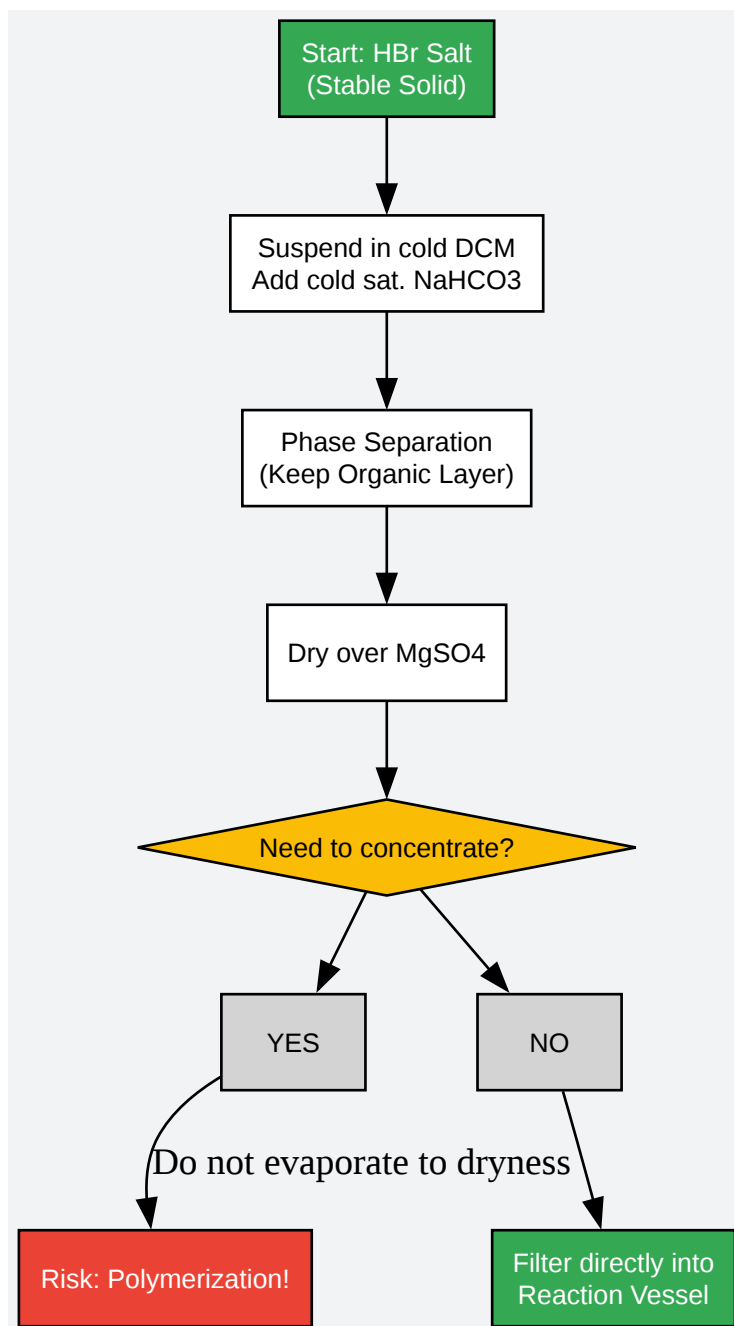 Start: HBr Salt
(Stable Solid)
Suspend in cold DCM
Add cold sat. NaHCO3
Phase Separation
(Keep Organic Layer)
Dry over MgSO4
Need to concentrate?
YES
NO
Do not evaporate to dryness
Risk: Polymerization!
Filter directly into
Reaction Vessel